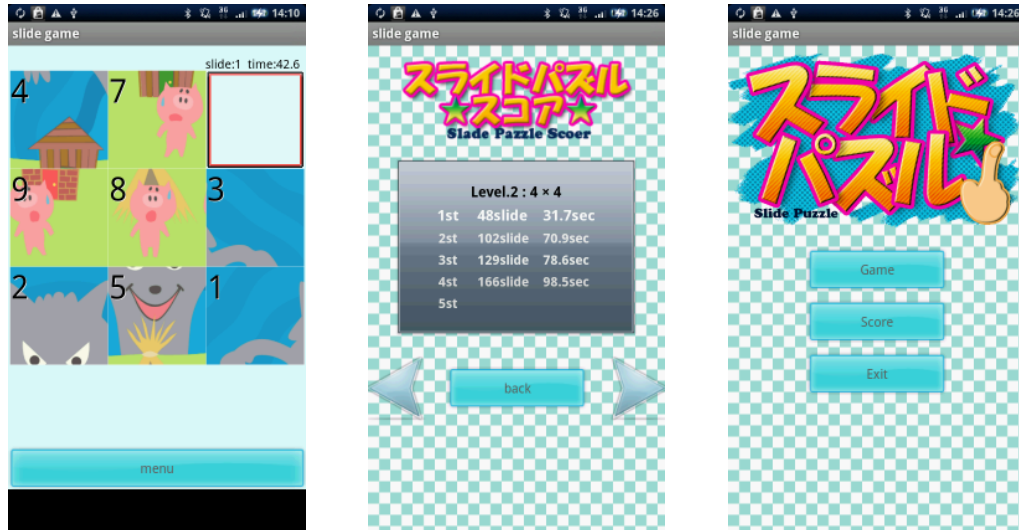 14:10
slide game
slide:1 time:42.6
4
7
9
8
3
2
5
1
menu
3G
14:26
slide game
スライドパズル
★スコア★
Slade Pazzle Scoer
Level.2 : 4 × 4
1st 48slide 31.7sec
2st 102slide 70.9sec
3st 129slide 78.6sec
4st 166slide 98.5sec
5st
back
3G
14:26
slide game
スライド
パズル
Slide Puzzle
Game
Score
Exit